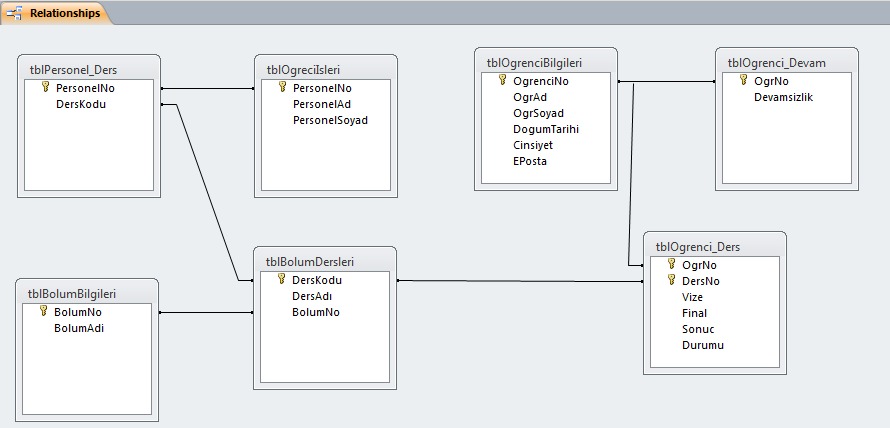 Relationships
tblPersonel_Ders
PersonelNo
DersKodu
tblOgreciIsleri
PersonelNo
PersonelAd
PersonelSoyad
tblOgrenciBilgileri
OgrenciNo
OgrAd
OgrSoyad
DogumTarihi
Cinsiyet
EPosta
tblOgrenci_Devam
OgrNo
Devamsizlik
tblBolumBilgileri
BolumNo
BolumAdi
tblBolumDersleri
DersKodu
DersAdı
BolumNo
tblOgrenci_Ders
OgrNo
DersNo
Vize
Final
Sonuc
Durumu